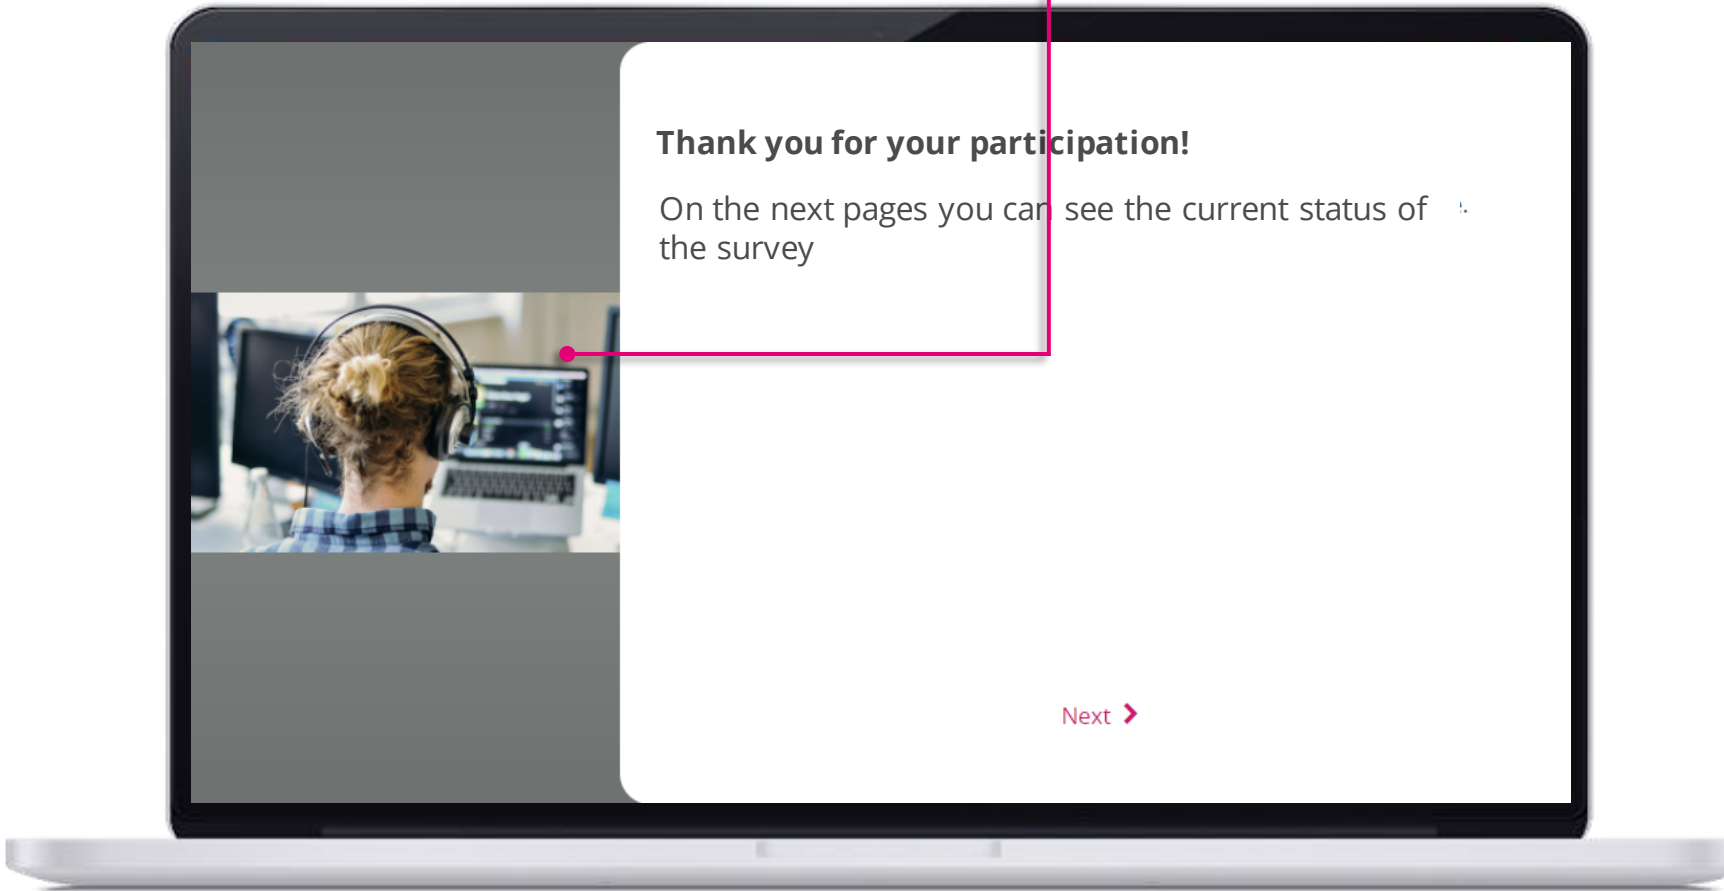 Thank you for your participation!
On the next pages you can see the current status of
the survey
Next